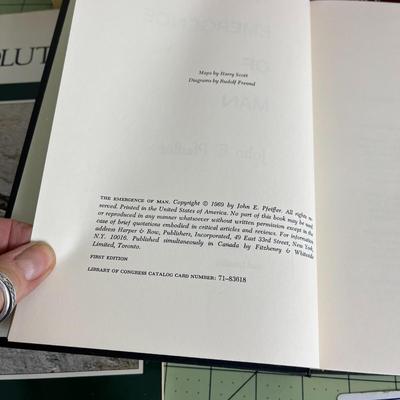 OLUT
EMERGENCE
OF
MAN
Maps by Harry Scott
Diagrams by Rudolf Freund
THE EMERGENCE OF MAN. Copyright © 1969 by John E. Pfeiffer. All rights re-
served. Printed in the United States of America. No part of this book may be used
or reproduced in any manner whatsoever without written permission except in the
case of brief quotations embodied in critical articles and reviews. For information
address Harper & Row, Publishers, Incorporated, 49 East 33rd Street, New York,
N.Y. 10016. Published simultaneously in Canada by Fitzhenry & Whiteside
Limited, Toronto.
FIRST EDITION
LIBRARY OF CONGRESS CATALOG CARD NUMBER: 71-83618